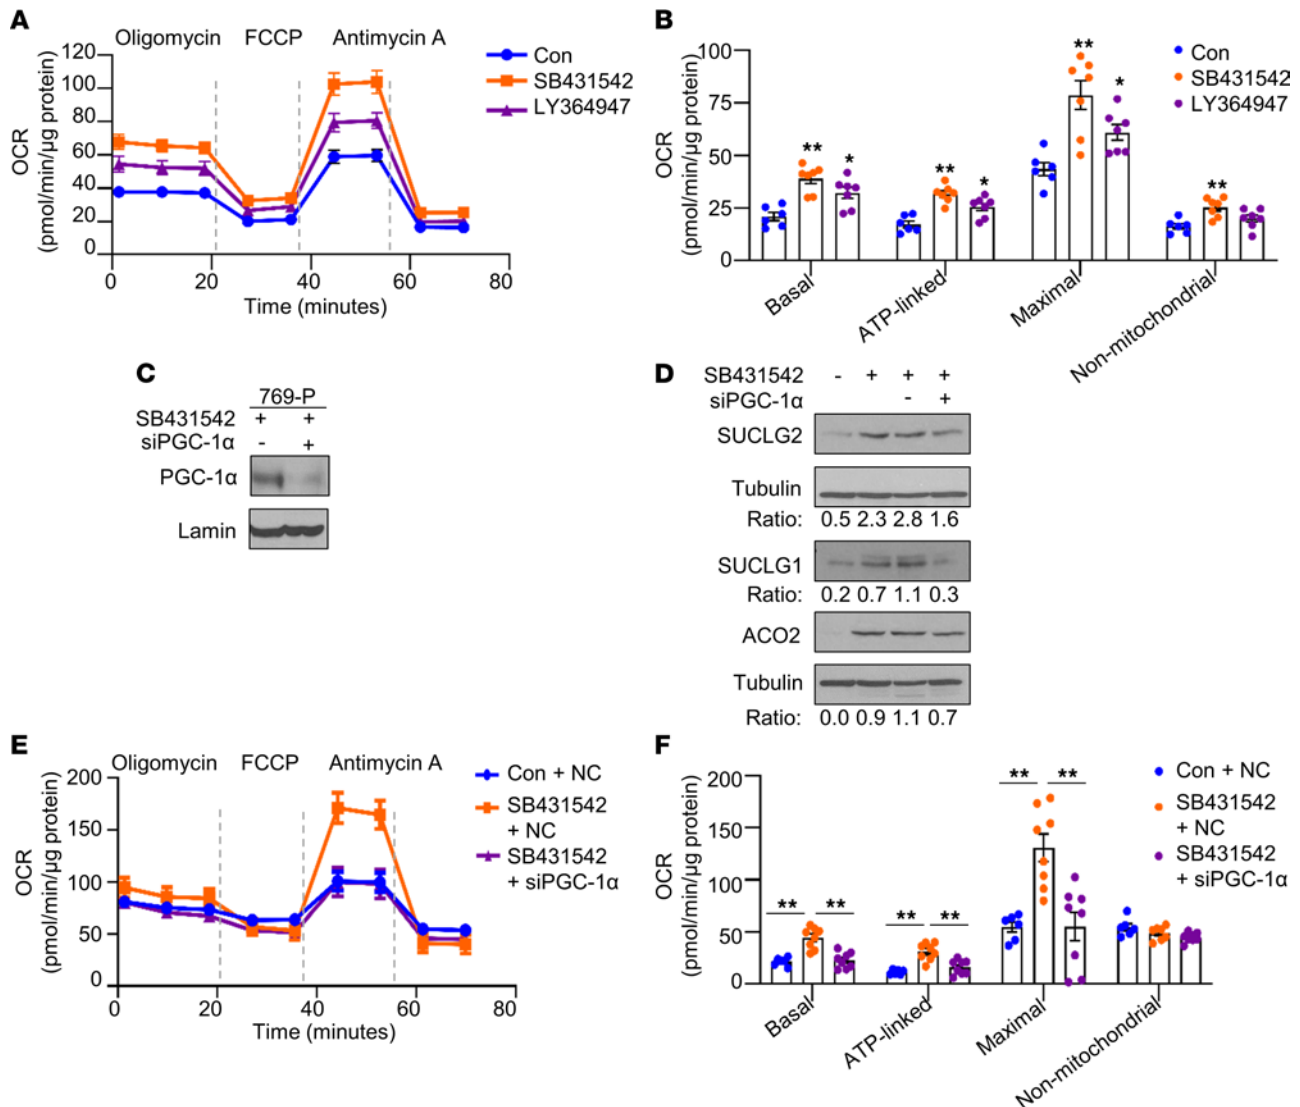 A
Oligomycin FCCP Antimycin A
OCR
(pmol/min/µg protein)
120
100
80
60
40
20
0
0 20 40 60 80
Time (minutes)
Con
SB431542
LY364947
B
OCR
(pmol/min/µg protein)
100
75
50
25
0
** * ** * ** * **
Basal
ATP-linked
Maximal
Non-mitochondrial
Con
SB431542
LY364947
C
769-P
SB431542 + +
siPGC-1α - +
PGC-1α
Lamin
D
SB431542 - + + +
siPGC-1α - +
SUCLG2
Tubulin
Ratio: 0.5 2.3 2.8 1.6
SUCLG1
Ratio: 0.2 0.7 1.1 0.3
ACO2
Tubulin
Ratio: 0.0 0.9 1.1 0.7
E
Oligomycin FCCP Antimycin A
OCR
(pmol/min/µg protein)
200
150
100
50
0
0 20 40 60 80
Time (minutes)
Con + NC
SB431542
+ NC
SB431542
+ siPGC-1α
F
OCR
(pmol/min/µg protein)
200
150
100
50
0
** ** ** ** ** **
Basal
ATP-linked
Maximal
Non-mitochondrial
Con + NC
SB431542
+ NC
SB431542
+ siPGC-1α